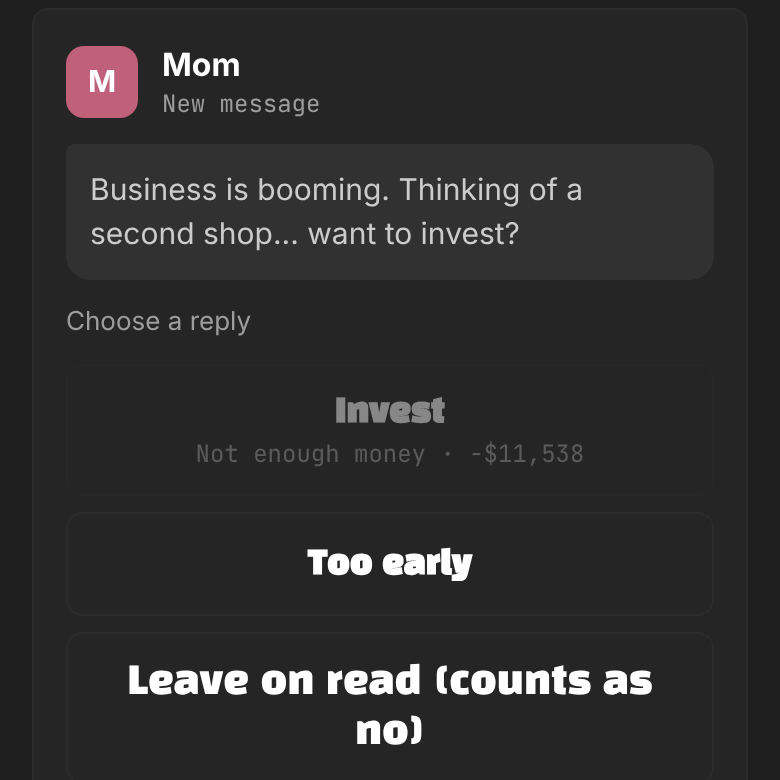 M
Mom
New message
Business is booming. Thinking of a
second shop... want to invest?
Choose a reply
Invest
Not enough money · -$11,538
Too early
Leave on read (counts as
no)